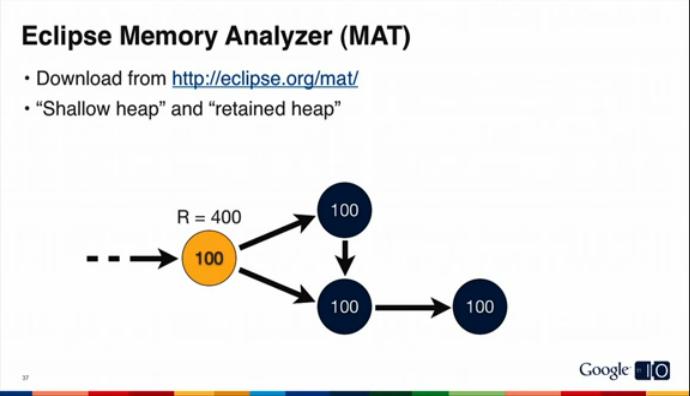 Eclipse Memory Analyzer (MAT)
• Download from http://eclipse.org/mat/
• “Shallow heap” and “retained heap”
R = 400
100
100
100
100
37
Google IO